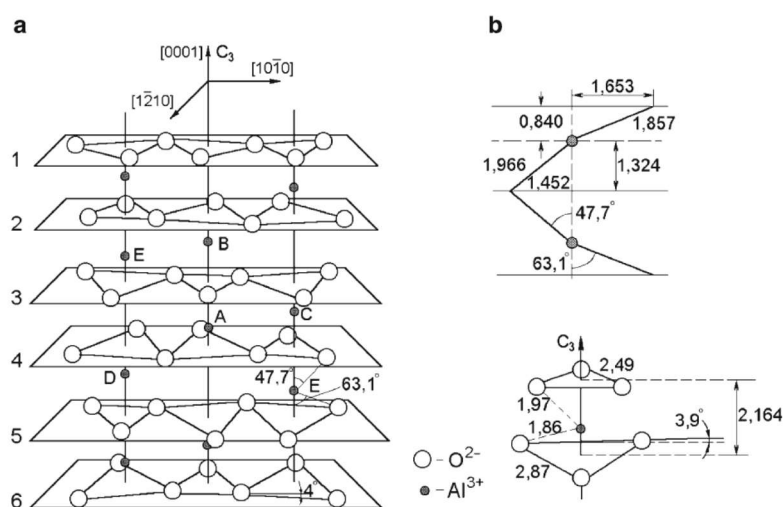 a
b
[0001] C3
[101̄0]
[12̄10]
1
2
3
4
5
6
B
E
A
C
D
E
47,7°
63,1°
4°
○ – O²⁻
● – Al³⁺
1,653
0,840
1,857
1,966
1,324
1,452
47,7°
63,1°
C3
2,49
1,97
1,86
2,164
3,9°
2,87